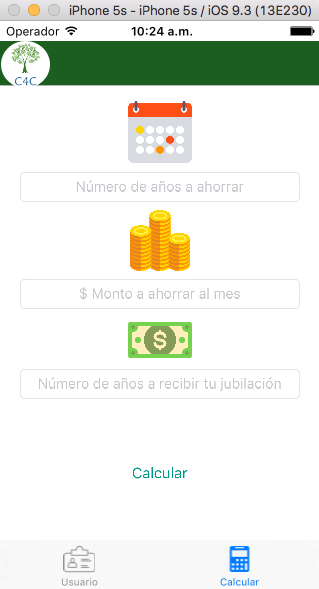 iPhone 5s - iPhone 5s / iOS 9.3 (13E230)
Operador 10:24 a.m.
C4C
Número de años a ahorrar
$ Monto a ahorrar al mes
$
Número de años a recibir tu jubilación
Calcular
Usuario Calcular